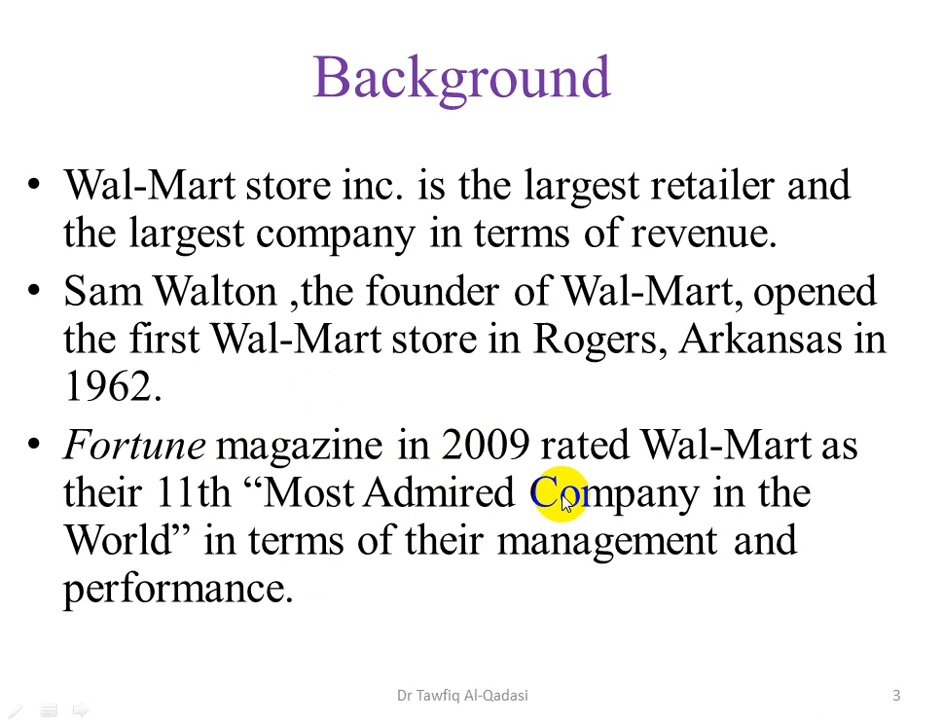 Background
• Wal-Mart store inc. is the largest retailer and
the largest company in terms of revenue.
• Sam Walton ,the founder of Wal-Mart, opened
the first Wal-Mart store in Rogers, Arkansas in
1962.
• Fortune magazine in 2009 rated Wal-Mart as
their 11th “Most Admired Company in the
World” in terms of their management and
performance.
Dr Tawfiq Al-Qadasi
3